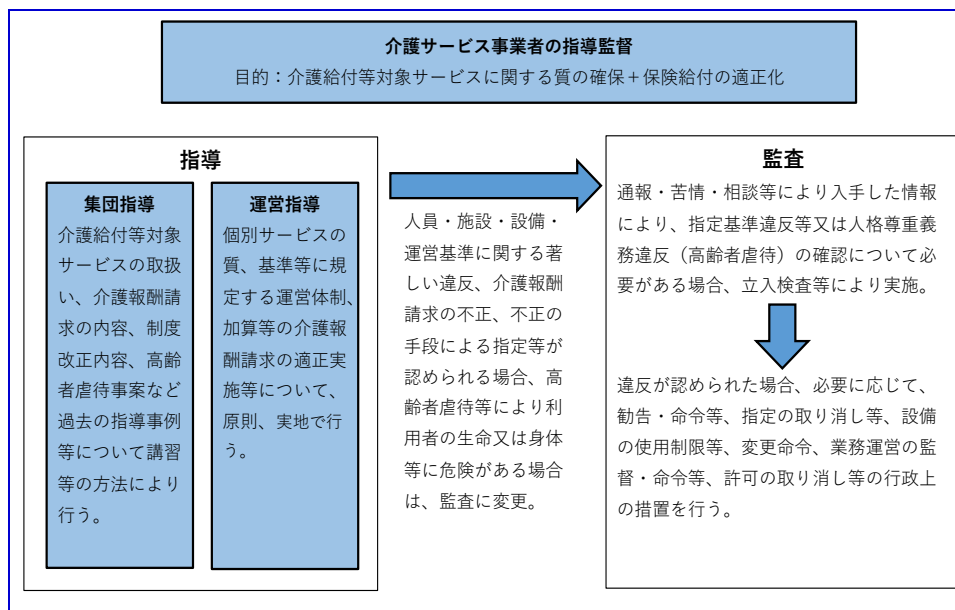 介護サービス事業者の指導監督
目的：介護給付等対象サービスに関する質の確保＋保険給付の適正化
指導
集団指導
介護給付等対象
サービスの取扱
い、介護報酬請
求の内容、制度
改正内容、高齢
者虐待事案など
過去の指導事例
等について講習
等の方法により
行う。
運営指導
個別サービスの
質、基準等に規
定する運営体制、
加算等の介護報
酬請求の適正実
施等について、
原則、実地で行
う。
人員・施設・設備・
運営基準に関する著
しい違反、介護報酬
請求の不正、不正の
手段による指定等が
認められる場合、高
齢者虐待等により利
用者の生命又は身体
等に危険がある場合
は、監査に変更。
監査
通報・苦情・相談等により入手した情報
により、指定基準違反等又は人格尊重義
務違反（高齢者虐待）の確認について必
要がある場合、立入検査等により実施。
違反が認められた場合、必要に応じて、
勧告・命令等、指定の取り消し等、設備
の使用制限等、変更命令、業務運営の監
督・命令等、許可の取り消し等の行政上
の措置を行う。